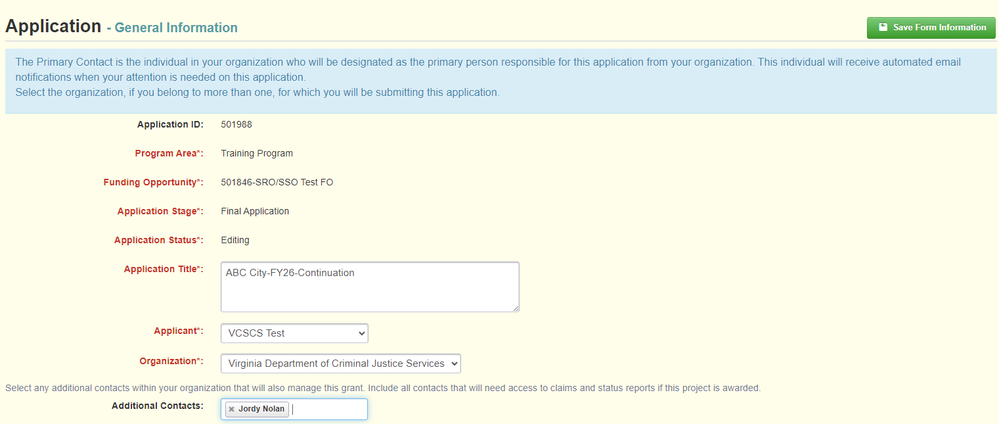 Application - General Information
Save Form Information
The Primary Contact is the individual in your organization who will be designated as the primary person responsible for this application from your organization. This individual will receive automated email
notifications when your attention is needed on this application.
Select the organization, if you belong to more than one, for which you will be submitting this application.
Application ID: 501988
Program Area*: Training Program
Funding Opportunity*: 501846-SRO/SSO Test FO
Application Stage*: Final Application
Application Status*: Editing
Application Title*: ABC City-FY26-Continuation
Applicant*: VCSCS Test
Organization*: Virginia Department of Criminal Justice Services
Select any additional contacts within your organization that will also manage this grant. Include all contacts that will need access to claims and status reports if this project is awarded.
Additional Contacts: Jordy Nolan